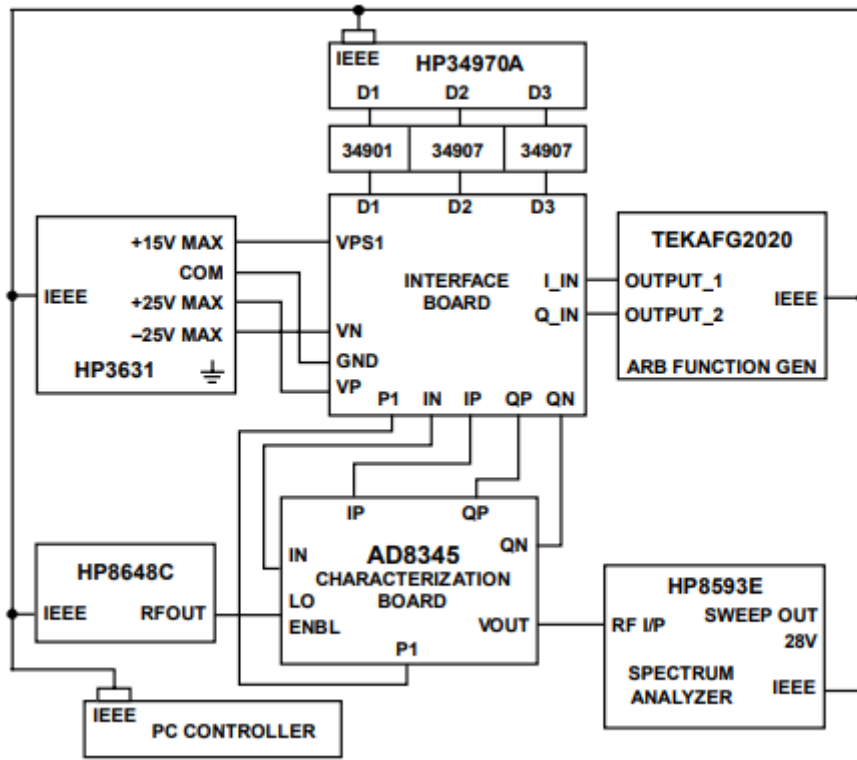 IEEE
HP34970A
D1 D2 D3
34901 34907 34907
D1 D2 D3
+15V MAX
COM
IEEE
+25V MAX
–25V MAX
HP3631
VPS1
INTERFACE
BOARD
I_IN
Q_IN
VN
GND
VP
P1 IN IP QP QN
TEKAFG2020
OUTPUT_1
IEEE
OUTPUT_2
ARB FUNCTION GEN
IP QP
QN
IN
AD8345
CHARACTERIZATION
BOARD
LO
ENBL
VOUT
P1
HP8648C
IEEE RFOUT
HP8593E
SWEEP OUT
RF I/P
28V
SPECTRUM
ANALYZER
IEEE
IEEE
PC CONTROLLER